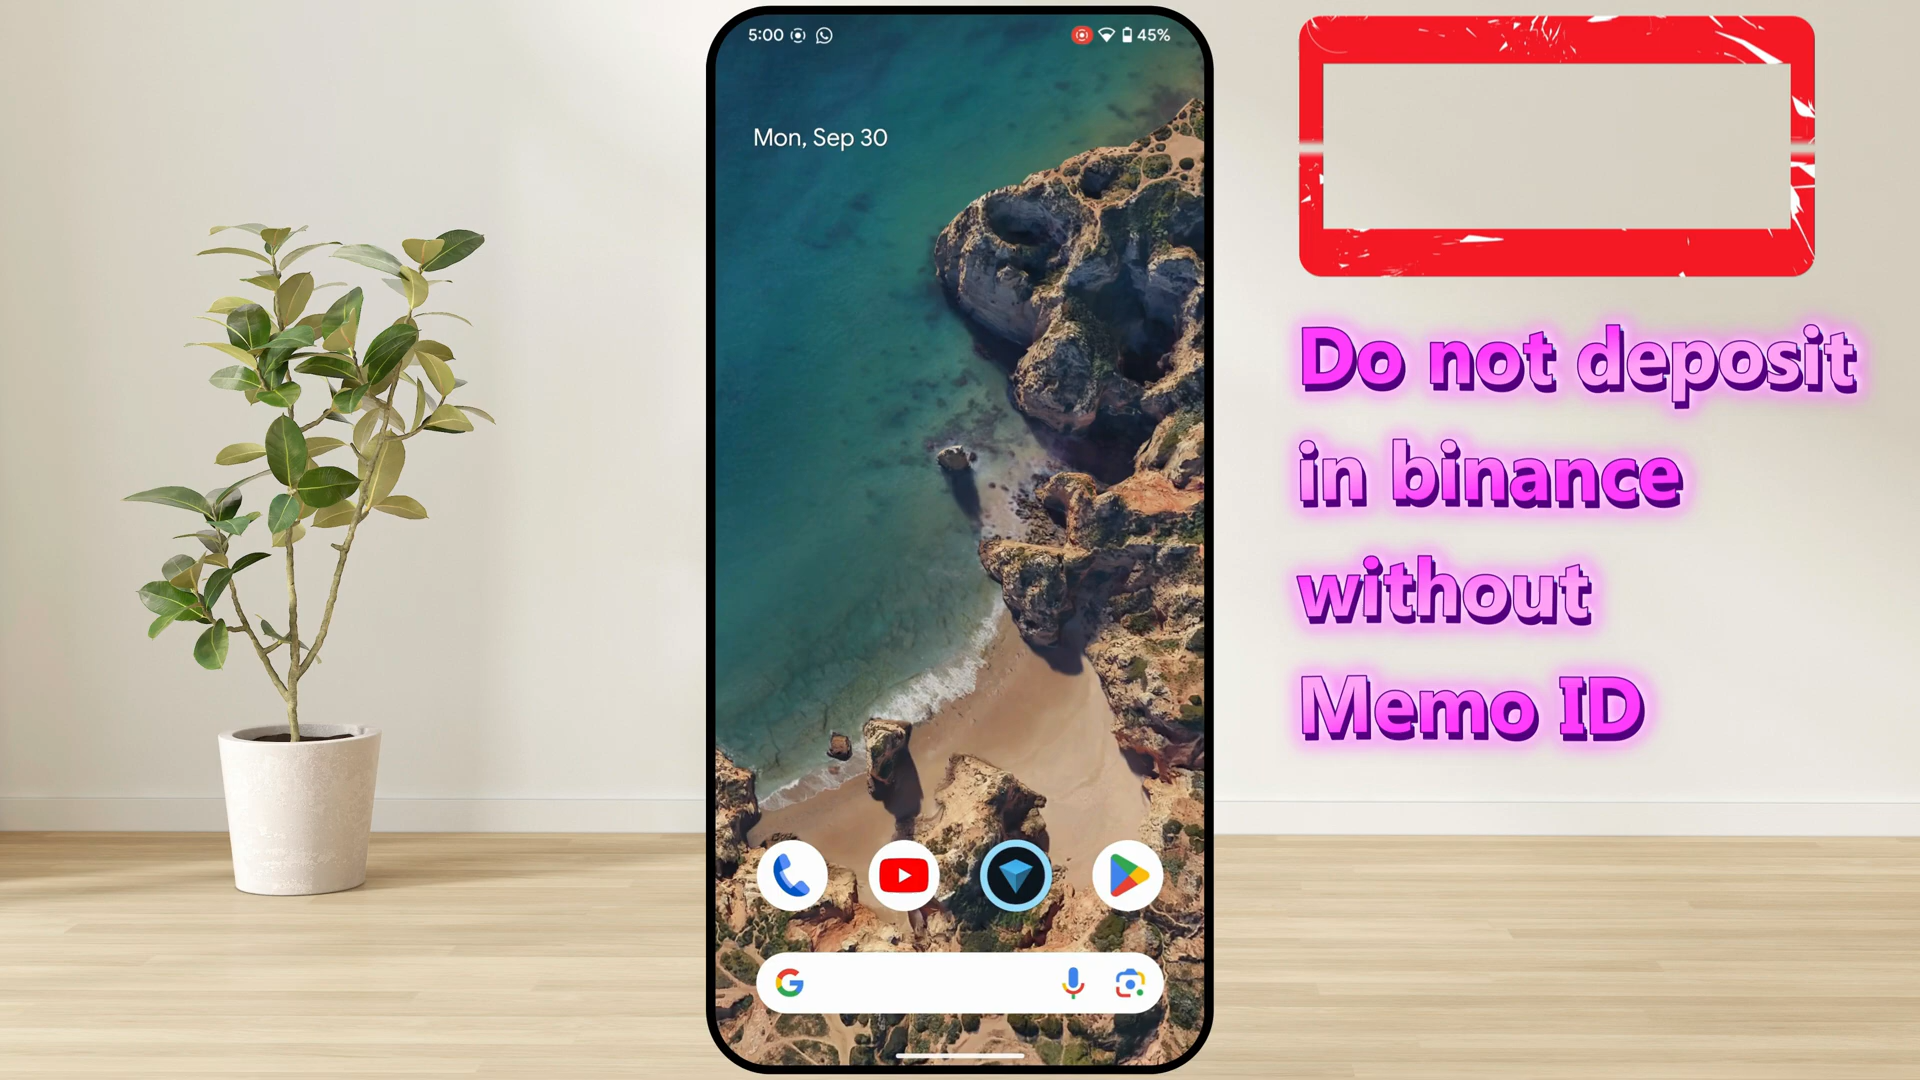 5:00
45%
Mon, Sep 30
Do not deposit
in binance
without
Memo ID